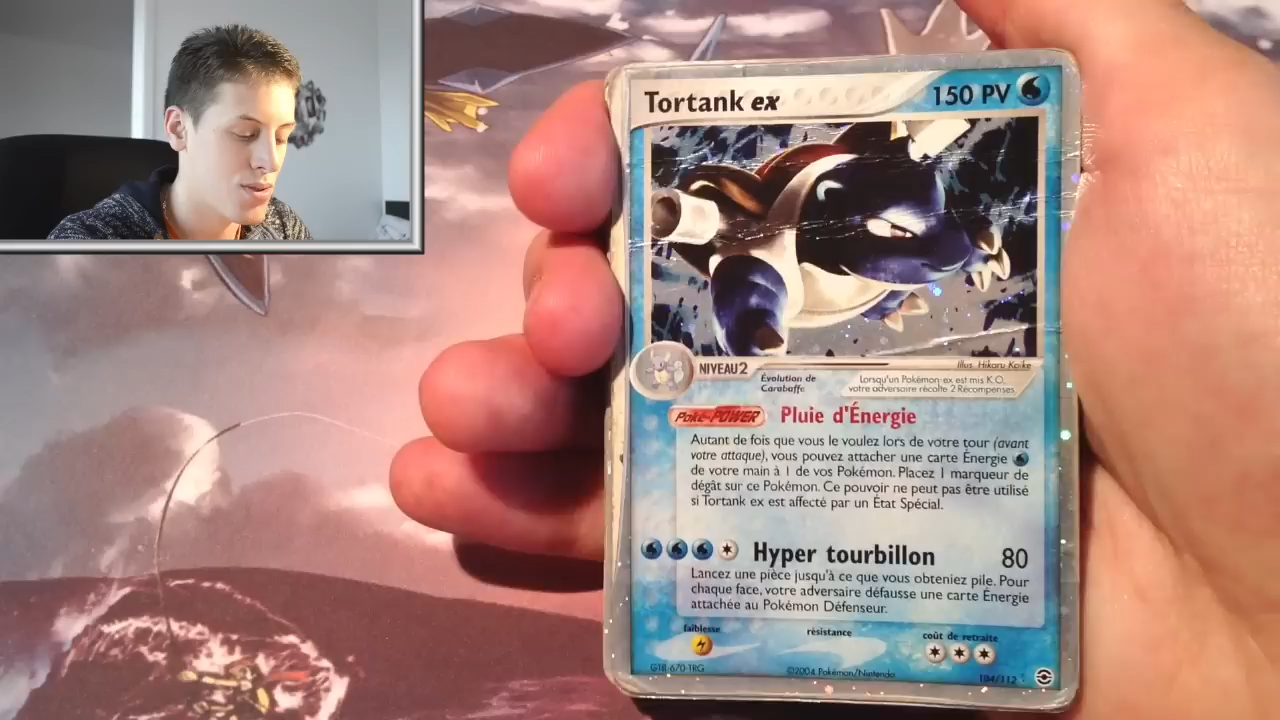 Tortank ex
150 PV
Illus. Hikaru Koike
NIVEAU 2
Évolution de
Carabaffe
Lorsqu'un Pokémon-ex est mis K.O.,
votre adversaire récolte 2 Récompenses.
Poké-POWER Pluie d'Énergie
Autant de fois que vous le voulez lors de votre tour (avant
votre attaque), vous pouvez attacher une carte Énergie
de votre main à 1 de vos Pokémon. Placez 1 marqueur de
dégât sur ce Pokémon. Ce pouvoir ne peut pas être utilisé
si Tortank ex est affecté par un État Spécial.
Hyper tourbillon 80
Lancez une pièce jusqu'à ce que vous obteniez pile. Pour
chaque face, votre adversaire défausse une carte Énergie
attachée au Pokémon Défenseur.
faiblesse
résistance
coût de retraite
GTR-670-TRG
©2004 Pokémon/Nintendo
104/112